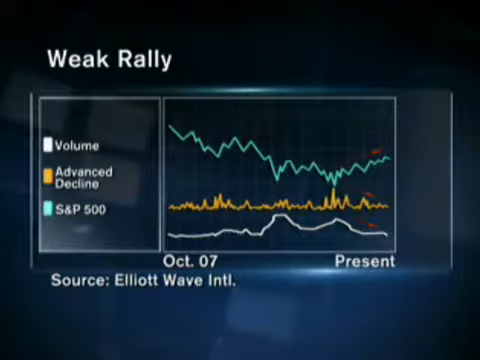 Weak Rally
Volume
Advanced
Decline
S&P 500
Oct. 07
Present
Source: Elliott Wave Intl.